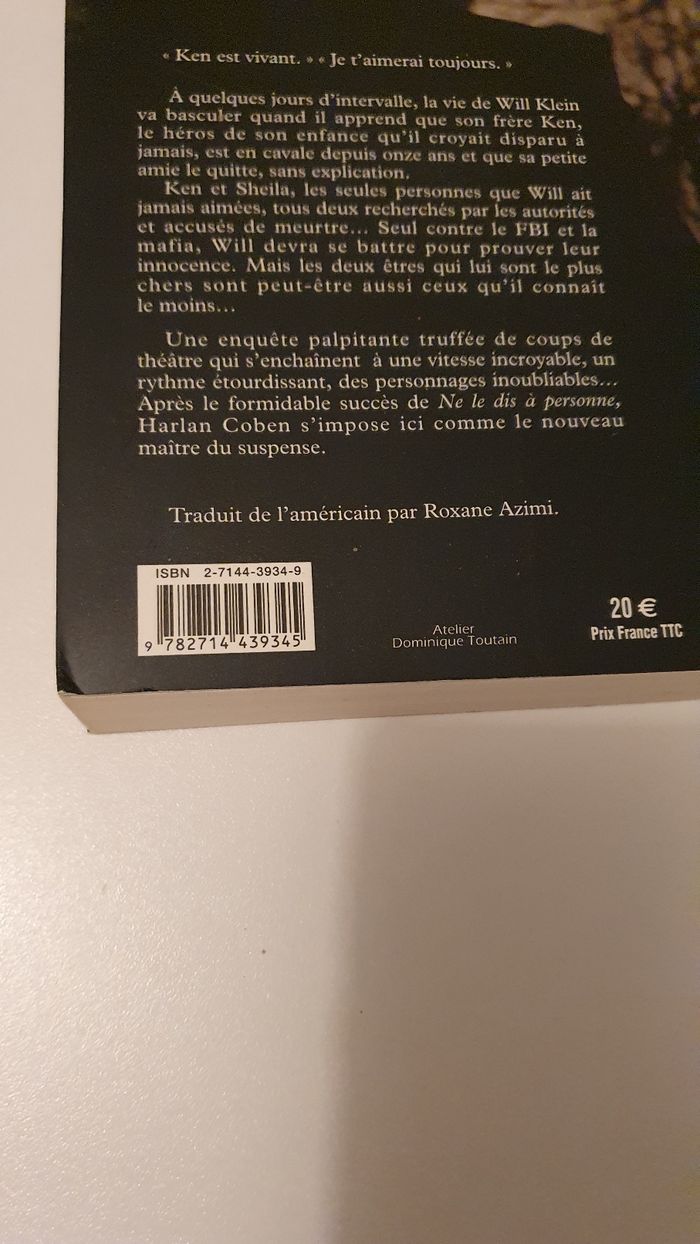 « Ken est vivant. » « Je t'aimerai toujours. »
À quelques jours d'intervalle, la vie de Will Klein
va basculer quand il apprend que son frère Ken,
le héros de son enfance qu'il croyait disparu à
jamais, est en cavale depuis onze ans et que sa petite
amie le quitte, sans explication.
Ken et Sheila, les seules personnes que Will ait
jamais aimées, tous deux recherchés par les autorités
et accusés de meurtre... Seul contre le FBI et la
mafia, Will devra se battre pour prouver leur
innocence. Mais les deux êtres qui lui sont le plus
chers sont peut-être aussi ceux qu'il connaît
le moins...
Une enquête palpitante truffée de coups de
théâtre qui s'enchaînent à une vitesse incroyable, un
rythme étourdissant, des personnages inoubliables...
Après le formidable succès de Ne le dis à personne,
Harlan Coben s'impose ici comme le nouveau
maître du suspense.
Traduit de l'américain par Roxane Azimi.
ISBN 2-7144-3934-9
9 782714 439345
Atelier
Dominique Toutain
20 €
Prix France TTC